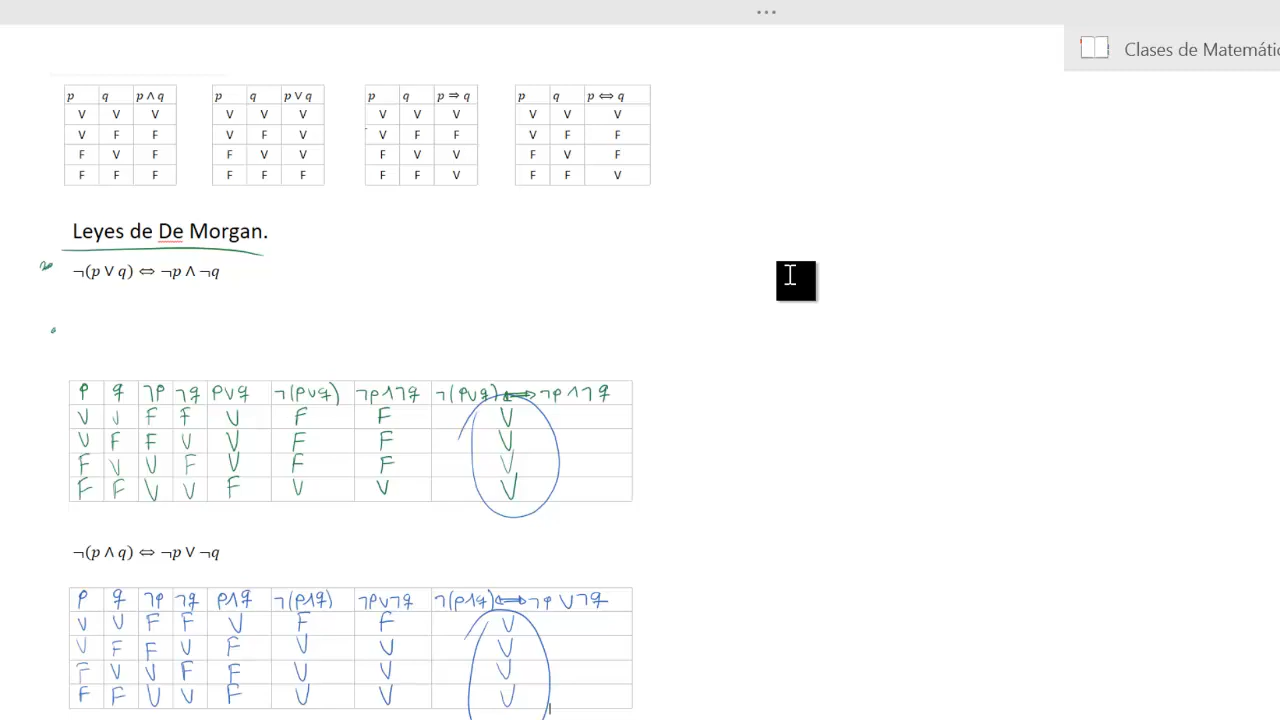 Clases de Matemátic
p q p ∧ q p q p ∨ q p q p ⇒ q p q p ⇔ q
V V V V V V V V V V V V
V F F V F V V F F V F F
F V F F V V F V V F V F
F F F F F F F F V F F V
Leyes de De Morgan.
¬(p ∨ q) ⇔ ¬p ∧ ¬q
p q ¬p ¬q p∨q ¬(p∨q) ¬p∧¬q ¬(p∨q)⟺¬p∧¬q
V V F F V F F V
V F F V V F F V
F V V F V F F V
F F V V F V V V
¬(p ∧ q) ⇔ ¬p ∨ ¬q
p q ¬p ¬q p∧q ¬(p∧q) ¬p∨¬q ¬(p∧q)⟺¬p∨¬q
V V F F V F F V
V F F V F V V V
F V V F F V V V
F F V V F V V V